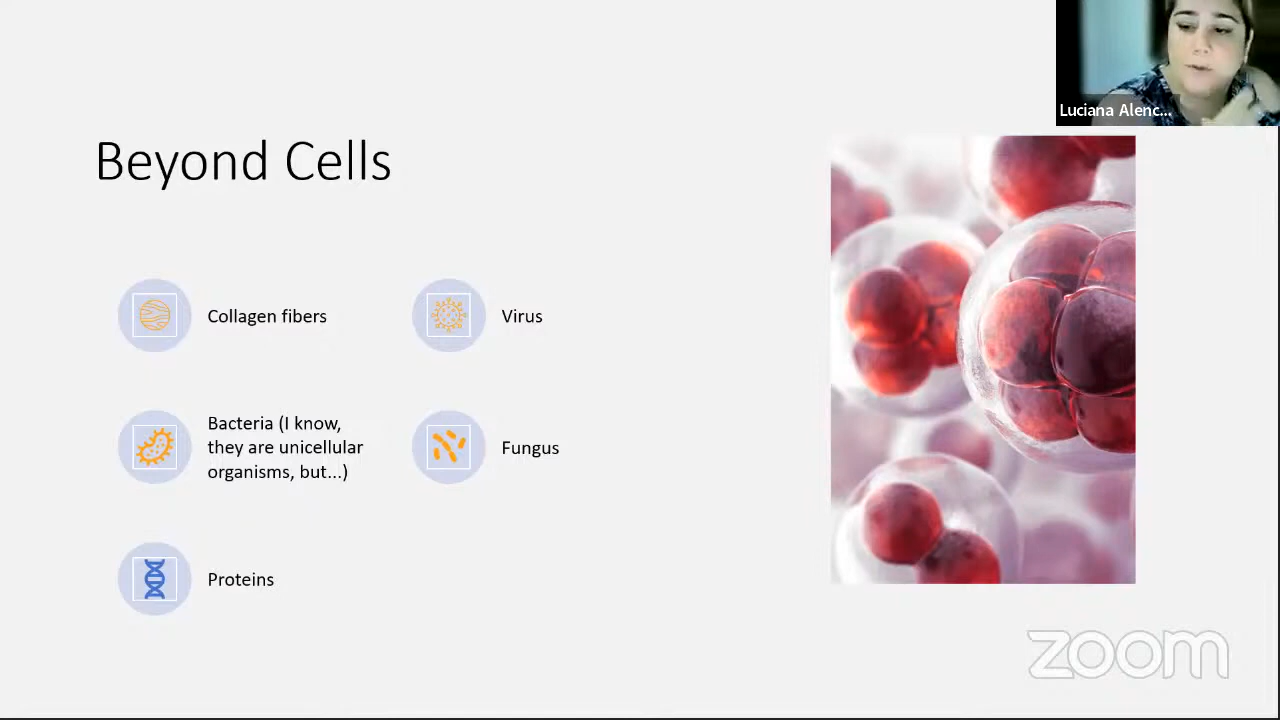 Luciana Alenc...
Beyond Cells
Collagen fibers
Virus
Bacteria (I know,
they are unicellular
organisms, but...)
Fungus
Proteins
zoom